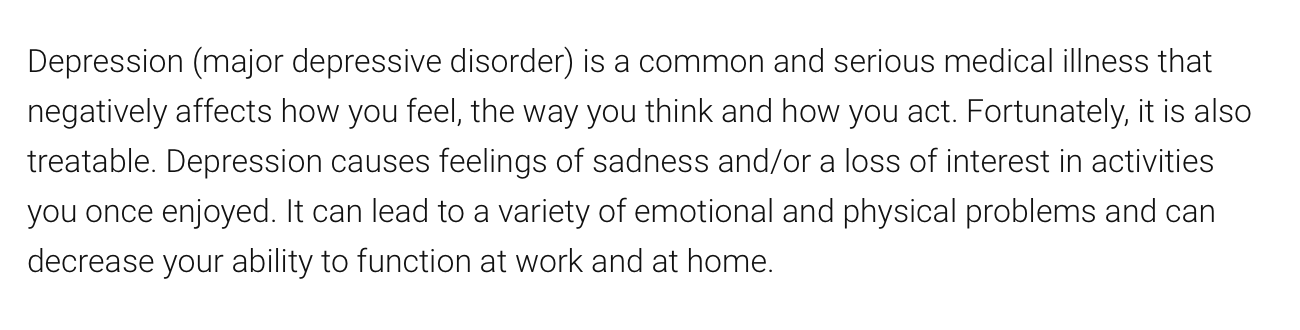 Depression (major depressive disorder) is a common and serious medical illness that
negatively affects how you feel, the way you think and how you act. Fortunately, it is also
treatable. Depression causes feelings of sadness and/or a loss of interest in activities
you once enjoyed. It can lead to a variety of emotional and physical problems and can
decrease your ability to function at work and at home.